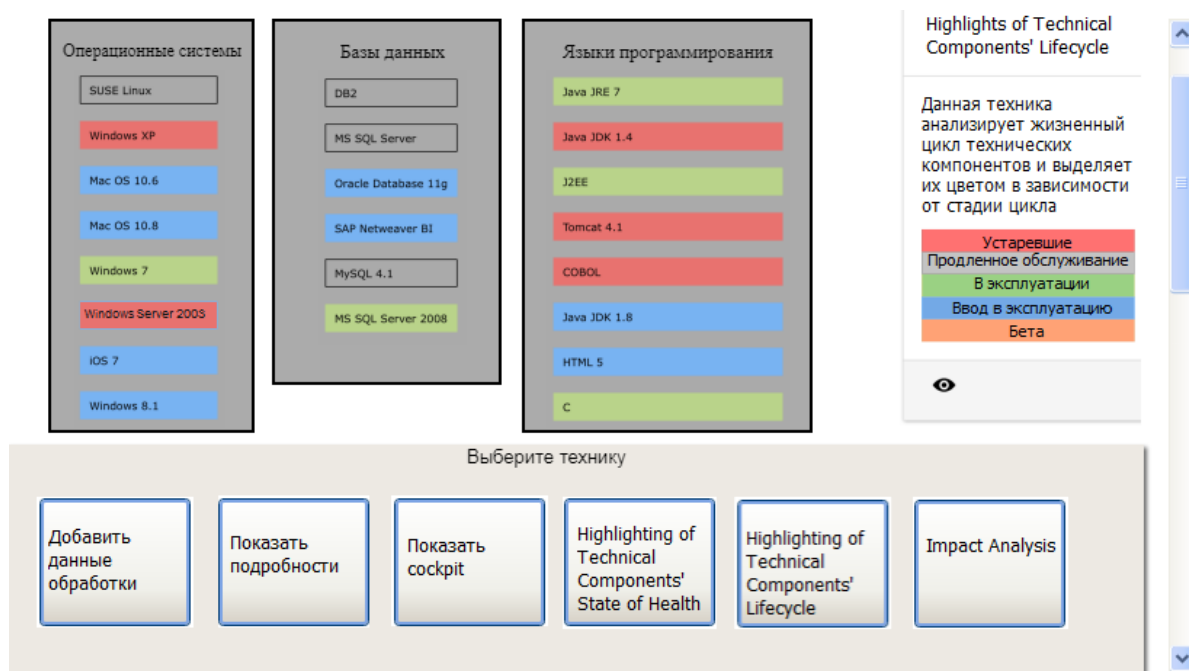 Операционные системы
SUSE Linux
Windows XP
Mac OS 10.6
Mac OS 10.8
Windows 7
Windows Server 2003
iOS 7
Windows 8.1
Базы данных
DB2
MS SQL Server
Oracle Database 11g
SAP Netweaver BI
MySQL 4.1
MS SQL Server 2008
Языки программирования
Java JRE 7
Java JDK 1.4
J2EE
Tomcat 4.1
COBOL
Java JDK 1.8
HTML 5
C
Highlights of Technical
Components' Lifecycle
Данная техника
анализирует жизненный
цикл технических
компонентов и выделяет
их цветом в зависимости
от стадии цикла
Устаревшие
Продленное обслуживание
В эксплуатации
Ввод в эксплуатацию
Бета
Выберите технику
Добавить
данные
обработки
Показать
подробности
Показать
cockpit
Highlighting of
Technical
Components'
State of Health
Highlighting of
Technical
Components'
Lifecycle
Impact Analysis